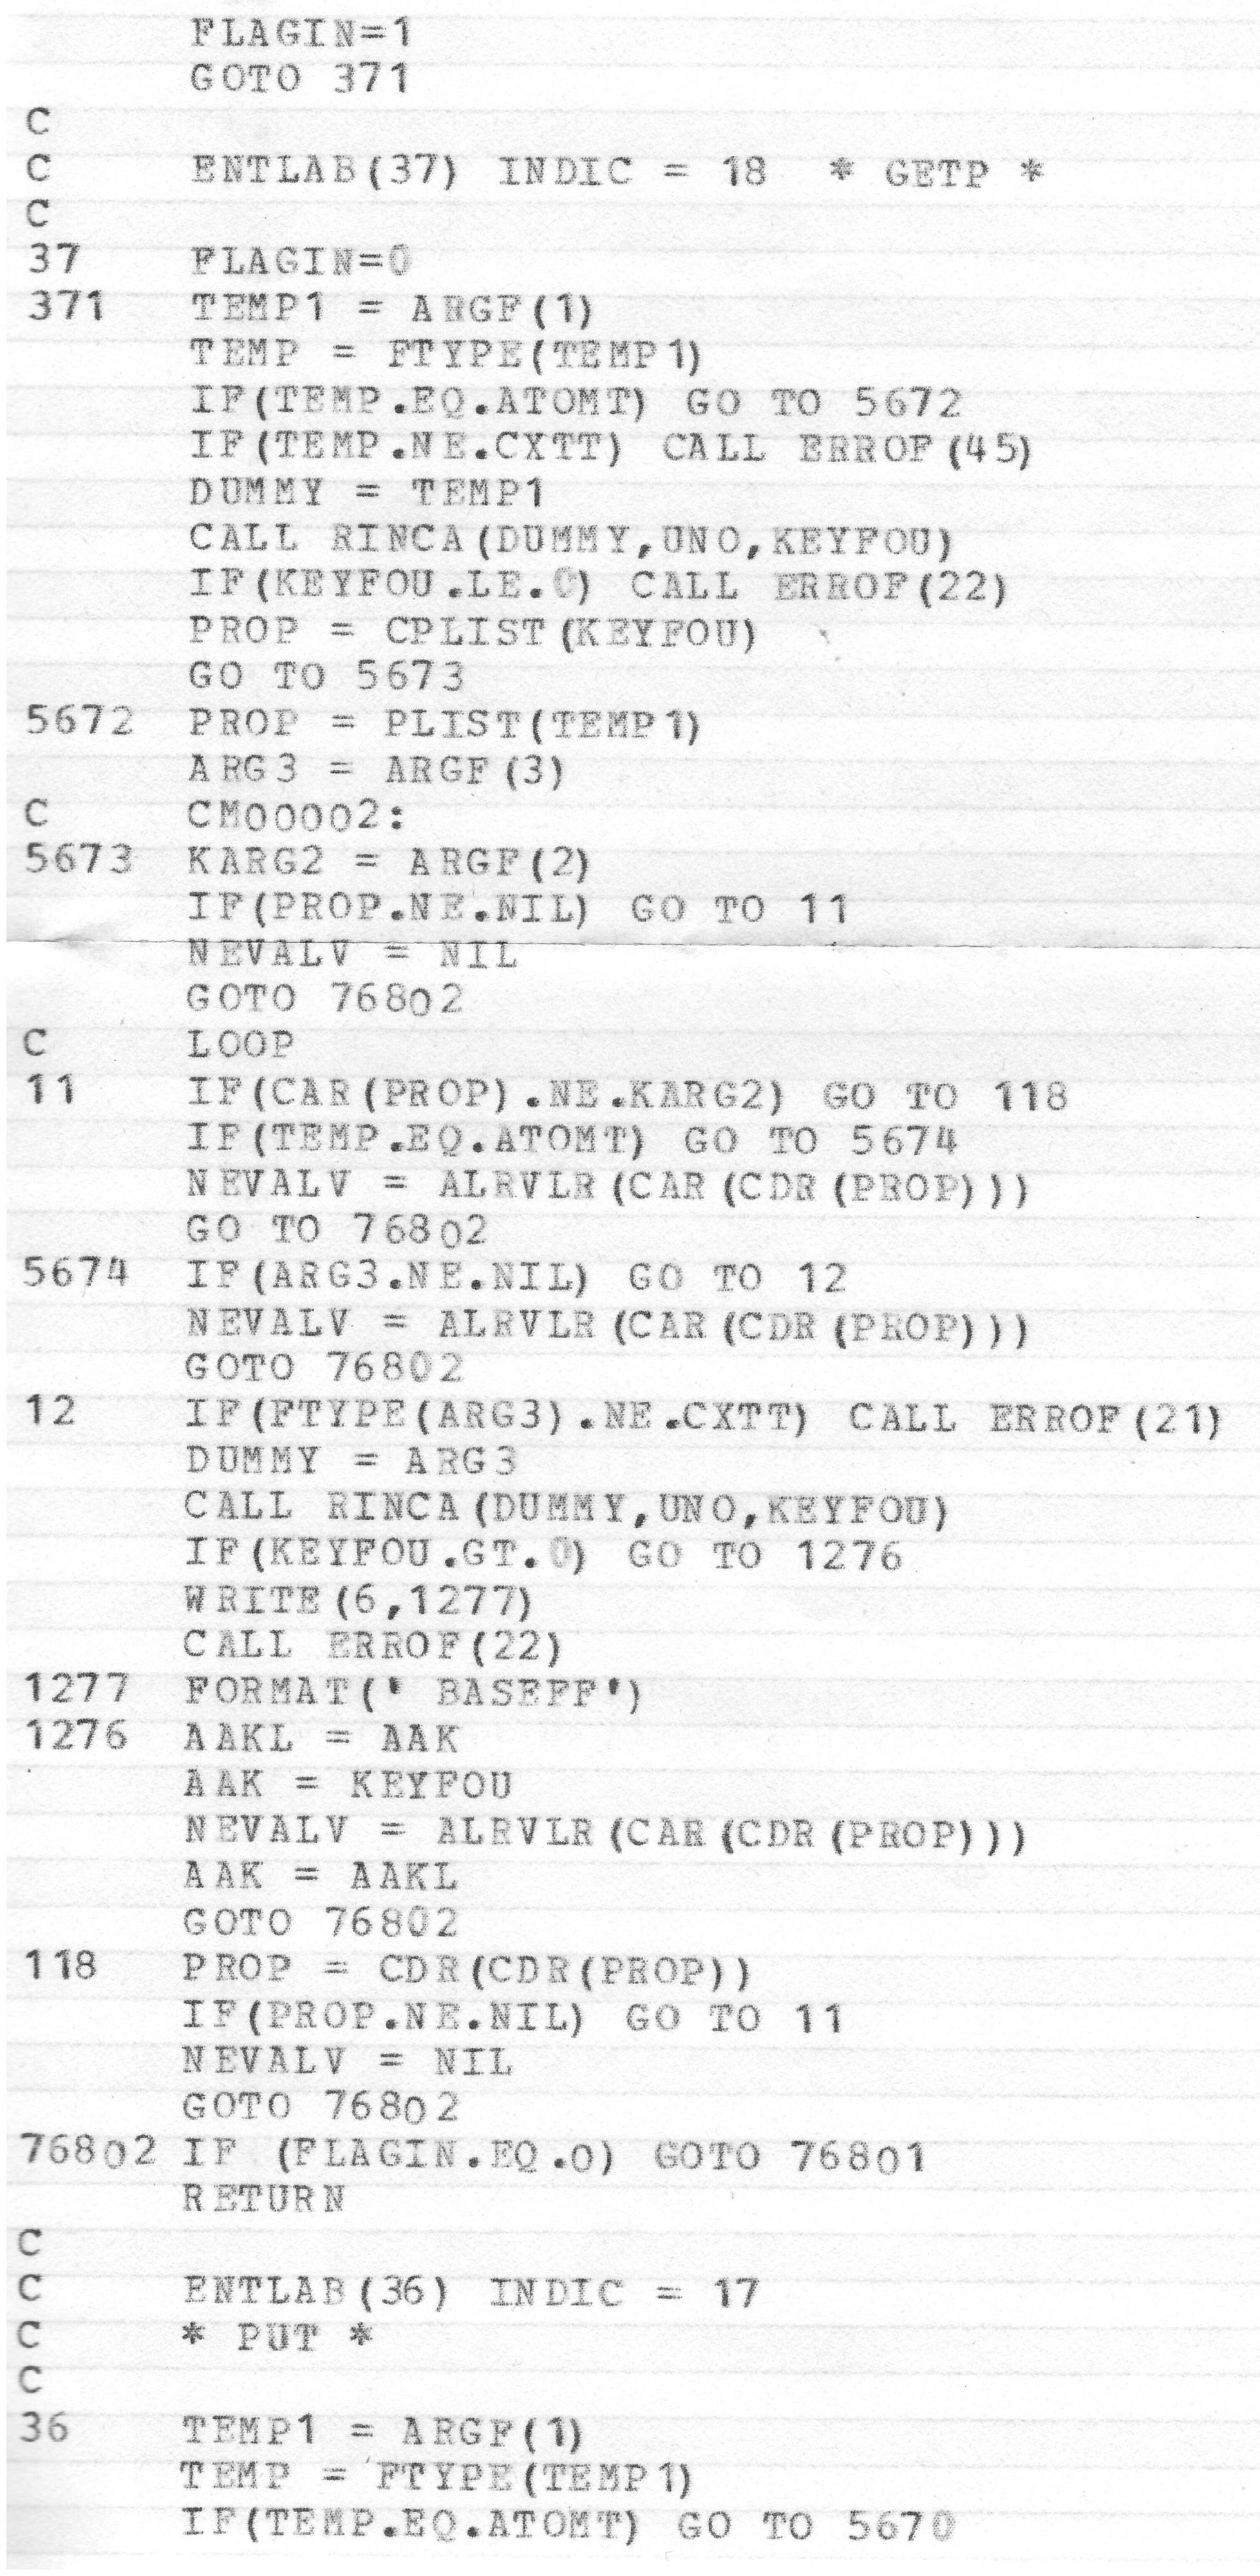 FLAGIN=1
      GOTO 371
C
C     ENTLAB(37) INDIC = 18  * GETP *
C
37    FLAGIN=0
371   TEMP1 = ARGF(1)
      TEMP = FTYPE(TEMP1)
      IF(TEMP.EQ.ATOMT) GO TO 5672
      IF(TEMP.NE.CXTT) CALL ERROF(45)
      DUMMY = TEMP1
      CALL RINCA(DUMMY,UNO,KEYFOU)
      IF(KEYFOU.LE.0) CALL ERROF(22)
      PROP = CPLIST(KEYFOU)
      GO TO 5673
5672  PROP = PLIST(TEMP1)
      ARG3 = ARGF(3)
C     CM00002:
5673  KARG2 = ARGF(2)
      IF(PROP.NE.NIL) GO TO 11
      NEVALV = NIL
      GOTO 76802
C     LOOP
11    IF(CAR(PROP).NE.KARG2) GO TO 118
      IF(TEMP.EQ.ATOMT) GO TO 5674
      NEVALV = ALRVLR(CAR(CDR(PROP)))
      GO TO 76802
5674  IF(ARG3.NE.NIL) GO TO 12
      NEVALV = ALRVLR(CAR(CDR(PROP)))
      GOTO 76802
12    IF(FTYPE(ARG3).NE.CXTT) CALL ERROF(21)
      DUMMY = ARG3
      CALL RINCA(DUMMY,UNO,KEYFOU)
      IF(KEYFOU.GT.0) GO TO 1276
      WRITE(6,1277)
      CALL ERROF(22)
1277  FORMAT(' BASEFF')
1276  AAKL = AAK
      AAK = KEYFOU
      NEVALV = ALRVLR(CAR(CDR(PROP)))
      AAK = AAKL
      GOTO 76802
118   PROP = CDR(CDR(PROP))
      IF(PROP.NE.NIL) GO TO 11
      NEVALV = NIL
      GOTO 76802
76802 IF (FLAGIN.EQ.0) GOTO 76801
      RETURN
C
C     ENTLAB(36) INDIC = 17
C     * PUT *
C
36    TEMP1 = ARGF(1)
      TEMP = FTYPE(TEMP1)
      IF(TEMP.EQ.ATOMT) GO TO 5670